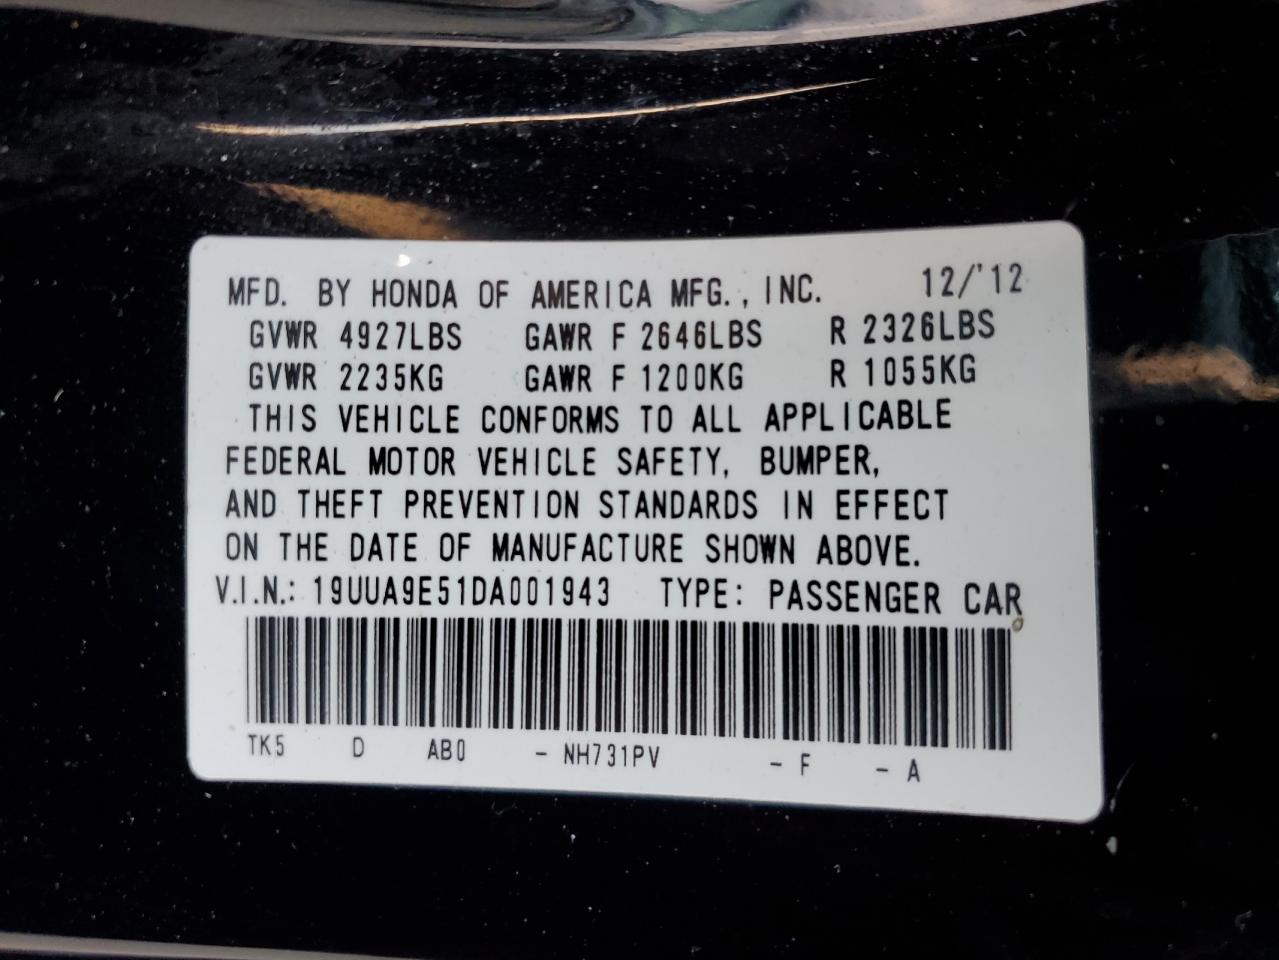 MFD. BY HONDA OF AMERICA MFG., INC. 12/'12
GVWR 4927LBS GAWR F 2646LBS R 2326LBS
GVWR 2235KG GAWR F 1200KG R 1055KG
THIS VEHICLE CONFORMS TO ALL APPLICABLE
FEDERAL MOTOR VEHICLE SAFETY, BUMPER,
AND THEFT PREVENTION STANDARDS IN EFFECT
ON THE DATE OF MANUFACTURE SHOWN ABOVE.
V.I.N.: 19UUA9E51DA001943 TYPE: PASSENGER CAR
TK5 D AB0 - NH731PV - F - A